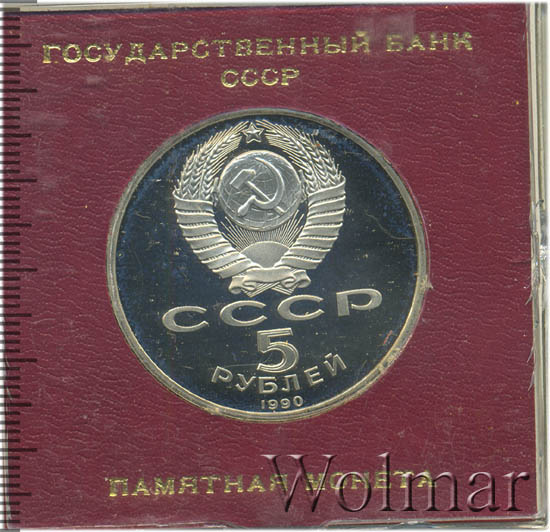 ГОСУДАРСТВЕННЫЙ БАНК
СССР
СССР
5
РУБЛЕЙ
1990
ПАМЯТНАЯ МОНЕТА
Wolmar